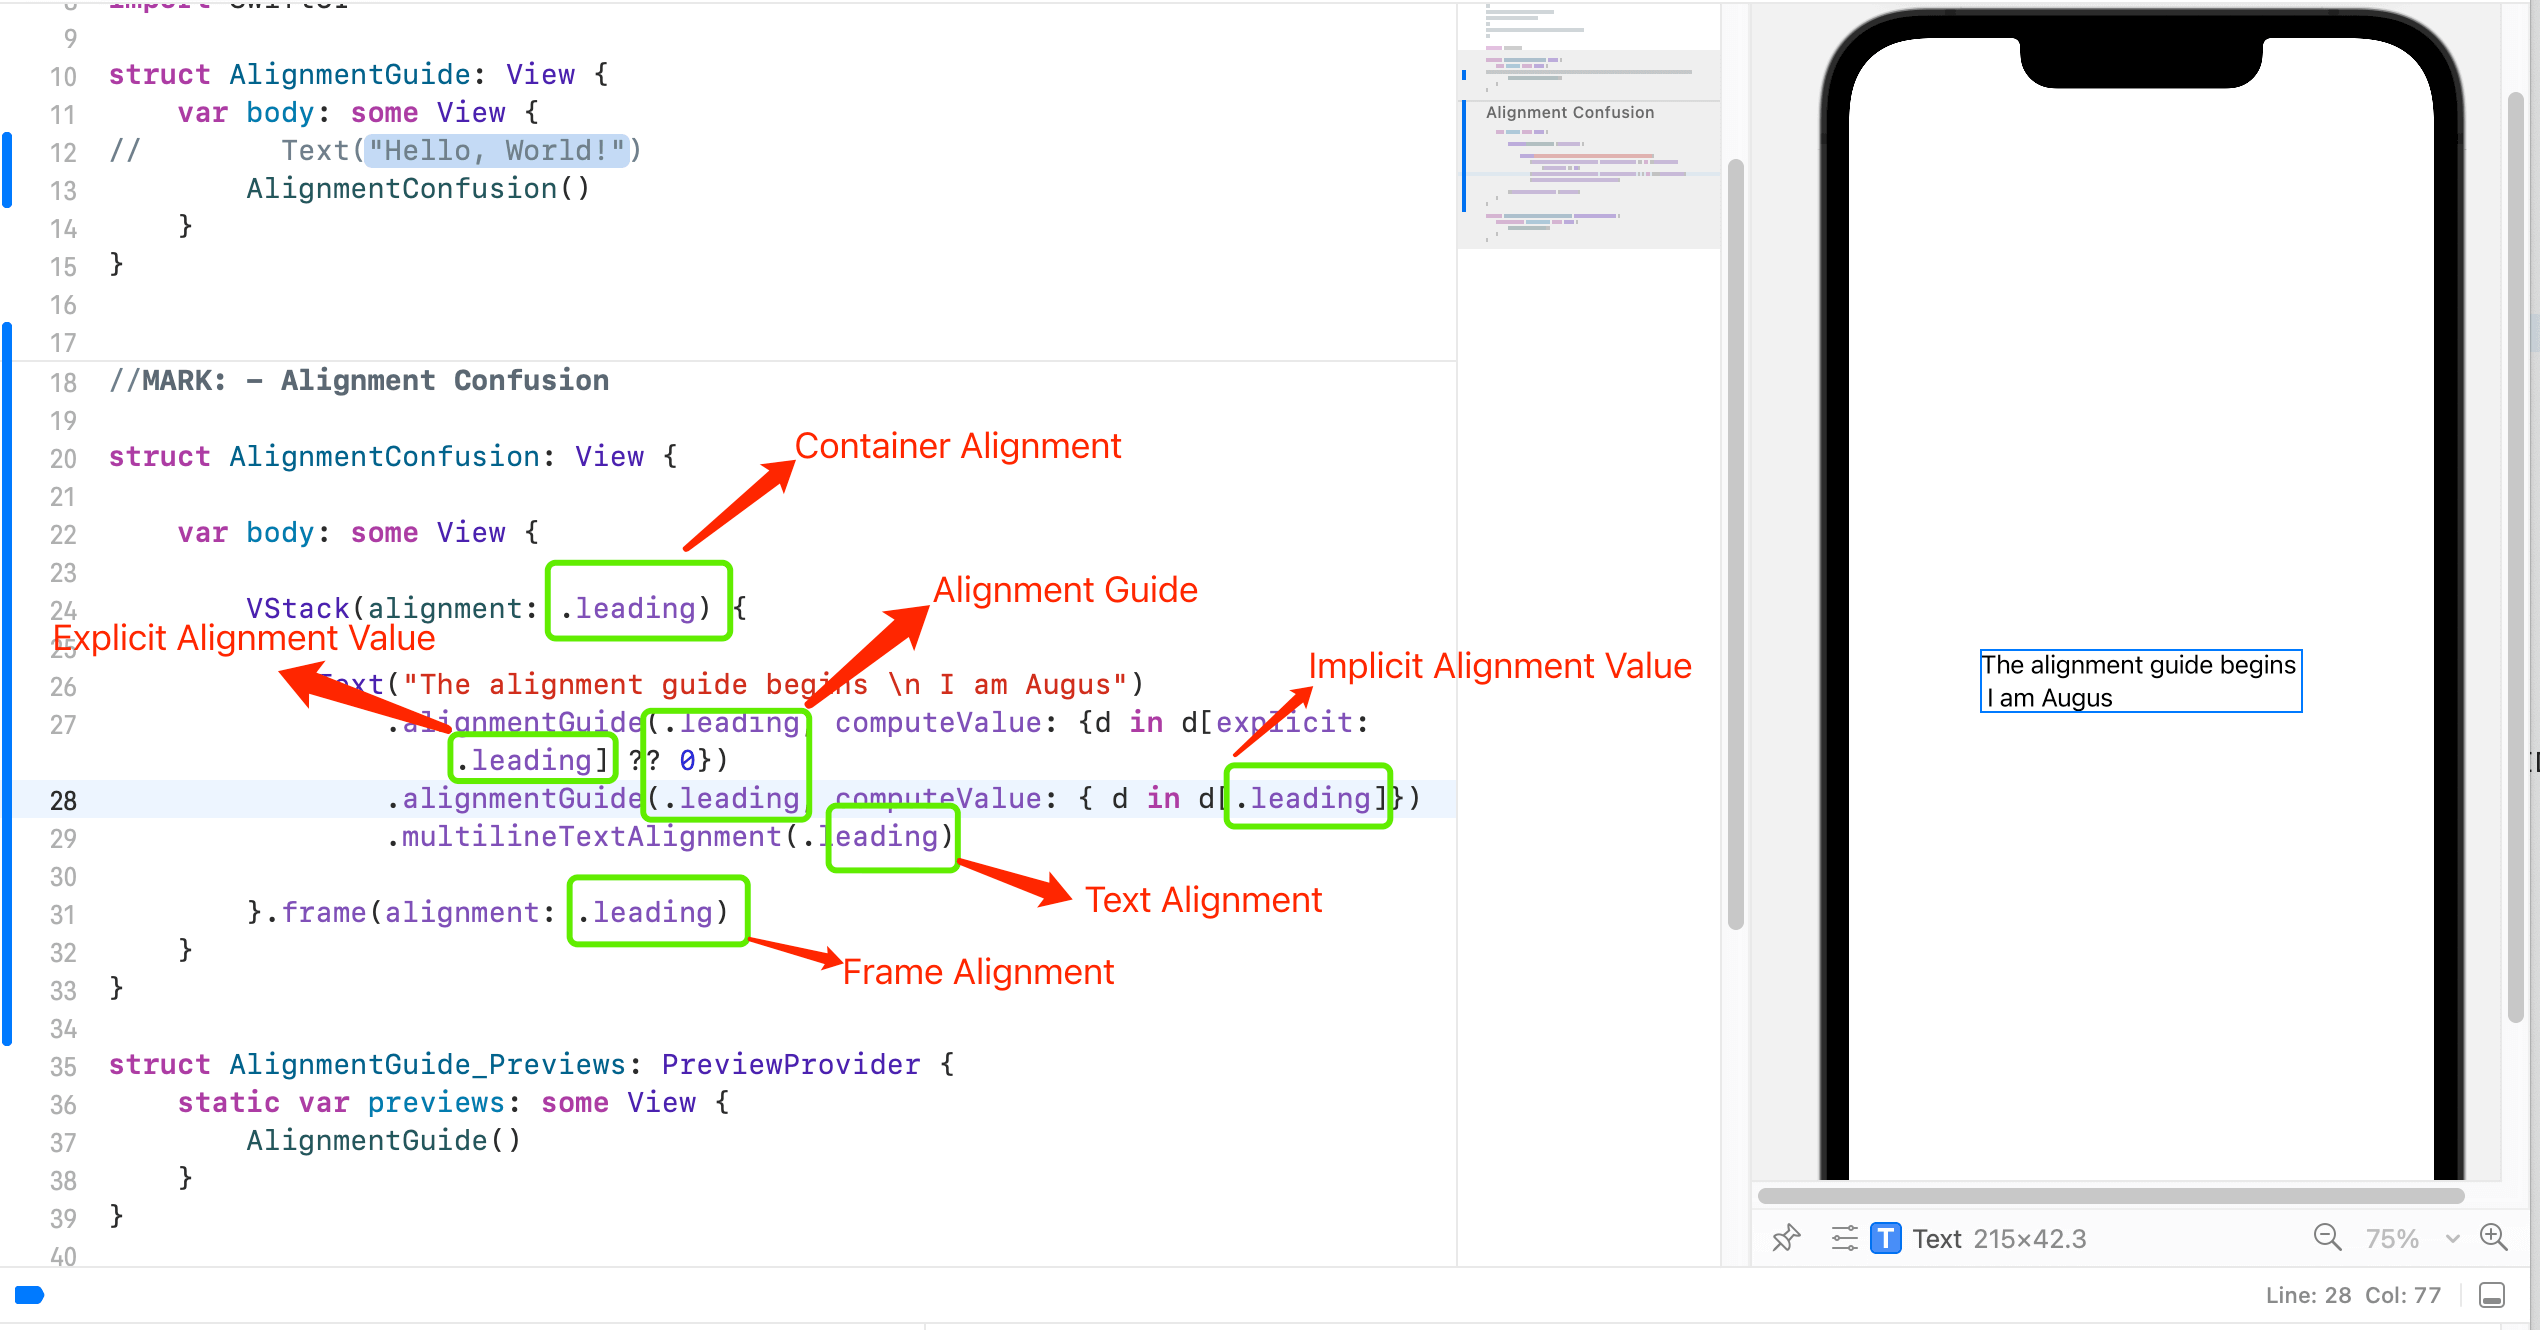 8 import SwiftUI
9
10 struct AlignmentGuide: View {
11 var body: some View {
12 // Text("Hello, World!")
13 AlignmentConfusion()
14 }
15 }
16
17
18 //MARK: - Alignment Confusion
19
Container Alignment
20 struct AlignmentConfusion: View {
21
22 var body: some View {
23
Alignment Guide
24 VStack(alignment: .leading) {
Explicit Alignment Value
25
Implicit Alignment Value
26 Text("The alignment guide begins \n I am Augus")
27 .alignmentGuide(.leading, computeValue: {d in d[explicit:
.leading] ?? 0})
28 .alignmentGuide(.leading, computeValue: { d in d[.leading]})
29 .multilineTextAlignment(.leading)
30
Text Alignment
31 }.frame(alignment: .leading)
32 }
Frame Alignment
33 }
34
35 struct AlignmentGuide_Previews: PreviewProvider {
36 static var previews: some View {
37 AlignmentGuide()
38 }
39 }
40
Alignment Confusion
The alignment guide begins
I am Augus
T Text 215×42.3
75%
Line: 28 Col: 77